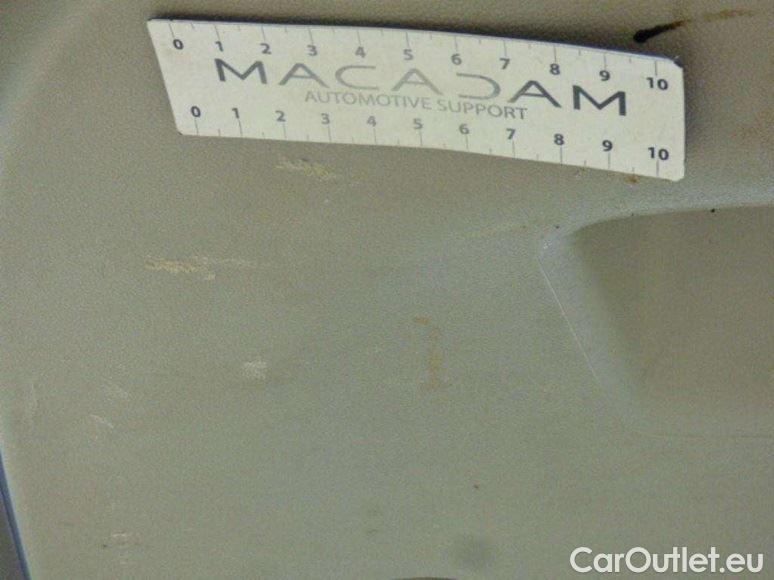 0 1 2 3 4 5 6 7 8 9 10
MACADAM
AUTOMOTIVE SUPPORT
0 1 2 3 4 5 6 7 8 9 10
CarOutlet.eu